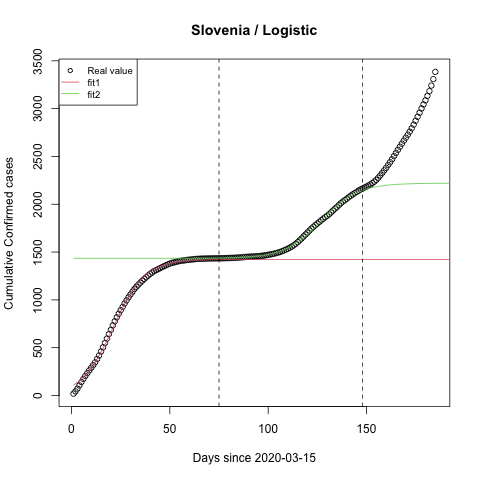 Slovenia / Logistic
Real value
fit1
fit2
Cumulative Confirmed cases
3500
3000
2500
2000
1500
1000
500
0
0 50 100 150
Days since 2020-03-15